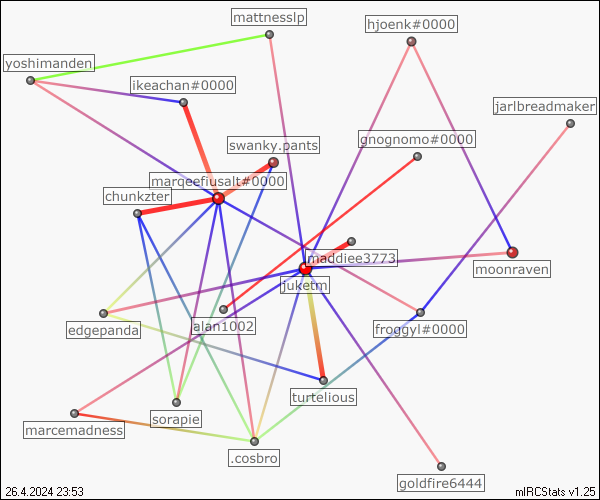 mattnesslp
hjoenk#0000
yoshimanden
ikeachan#0000
jarlbreadmaker
gnognomo#0000
swanky.pants
marqeefiusalt#0000
chunkzter
maddiee3773
moonraven
juketm
edgepanda
alan1002
froggyl#0000
turtelious
sorapie
marcemadness
.cosbro
goldfire6444
26.4.2024 23:53
mIRCStats v1.25